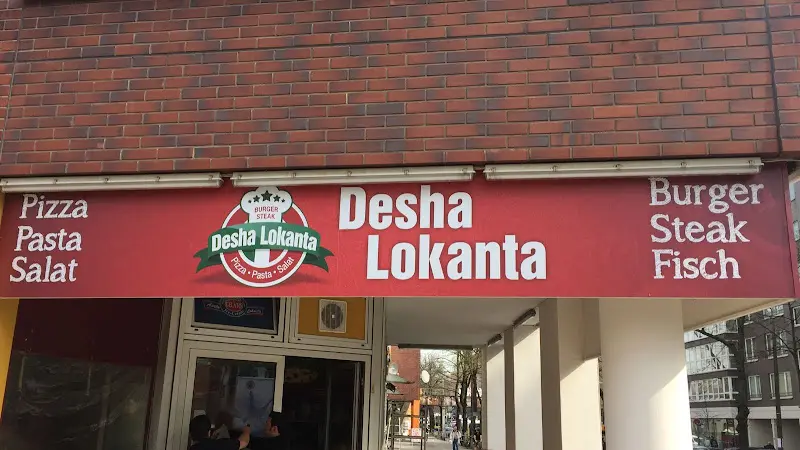 Pizza
Pasta
Salat
BURGER
STEAK
Desha Lokanta
Pizza • Pasta • Salat
Desha
Lokanta
Burger
Steak
Fisch